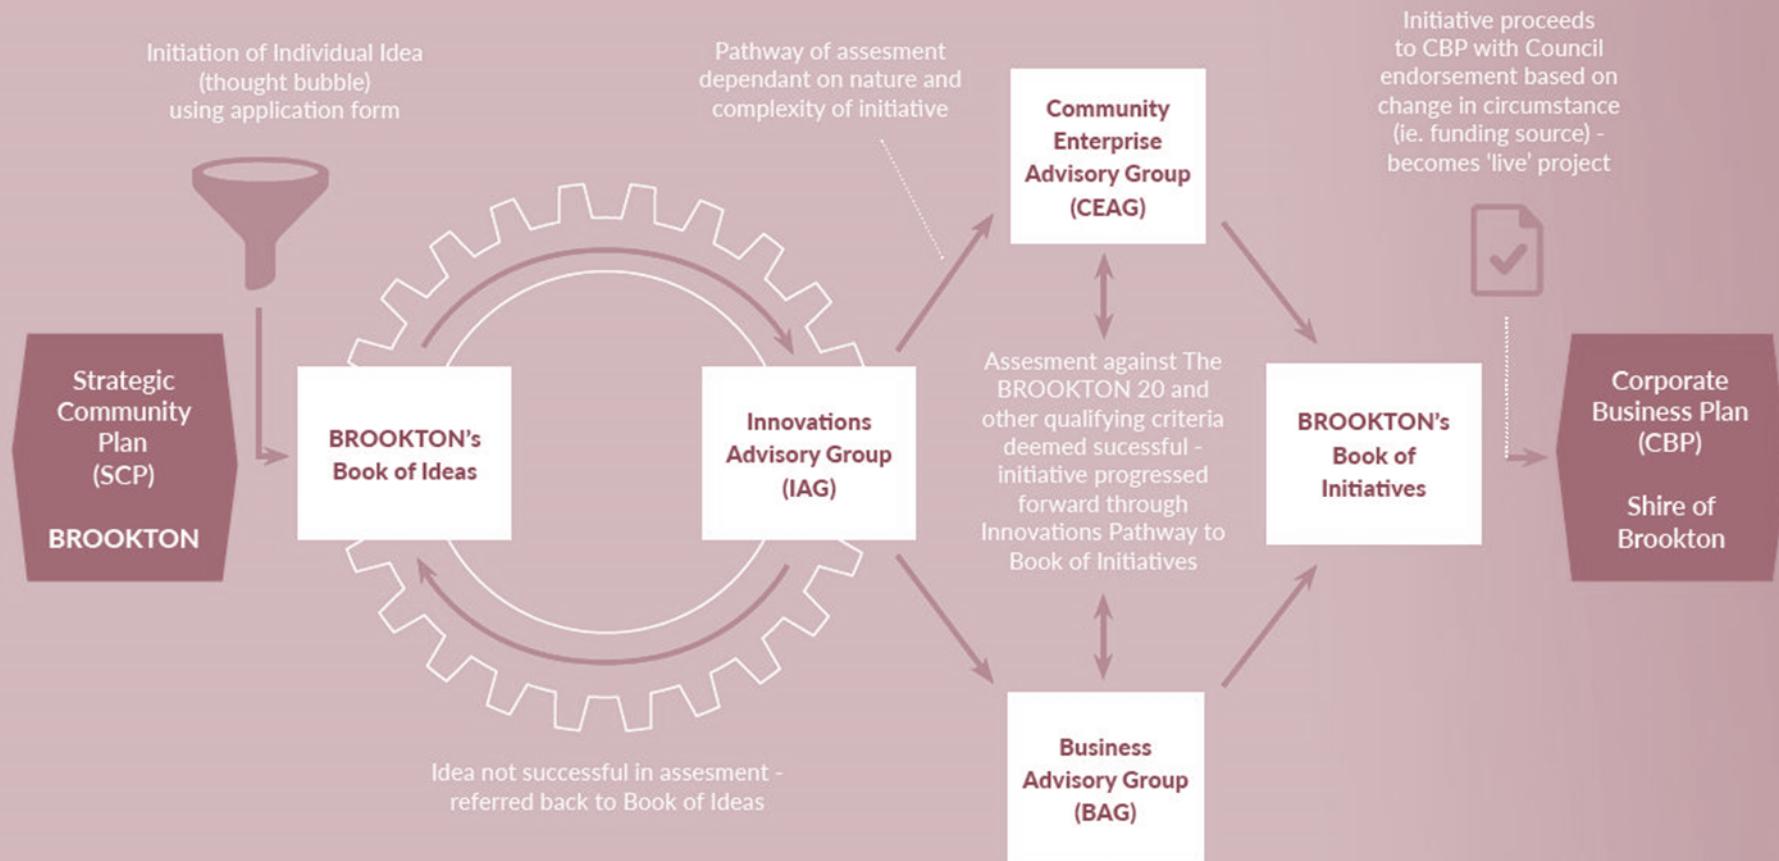 Initiation of Individual Idea
(thought bubble)
using application form
Pathway of assesment
dependant on nature and
complexity of initiative
Initiative proceeds
to CBP with Council
endorsement based on
change in circumstance
(ie. funding source) -
becomes 'live' project
Community
Enterprise
Advisory Group
(CEAG)
Strategic
Community
Plan
(SCP)
BROOKTON
BROOKTON's
Book of Ideas
Innovations
Advisory Group
(IAG)
Assesment against The
BROOKTON 20 and
other qualifying criteria
deemed sucessful -
initiative progressed
forward through
Innovations Pathway to
Book of Initiatives
BROOKTON's
Book of
Initiatives
Corporate
Business Plan
(CBP)
Shire of
Brookton
Idea not successful in assesment -
referred back to Book of Ideas
Business
Advisory Group
(BAG)